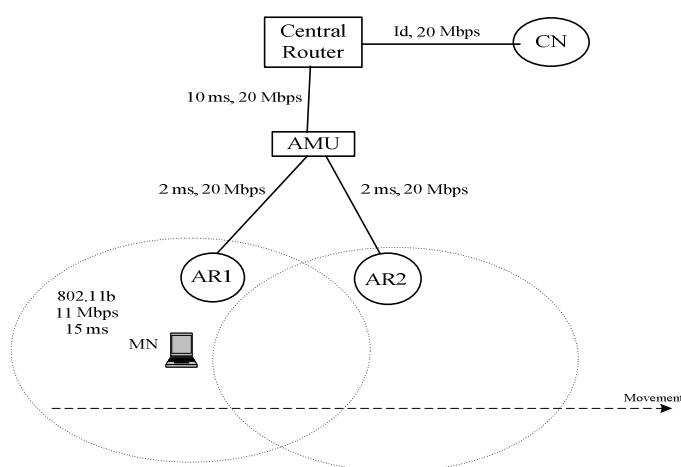 Central
Router
Id, 20 Mbps
CN
10 ms, 20 Mbps
AMU
2 ms, 20 Mbps
2 ms, 20 Mbps
AR1
AR2
802.11b
11 Mbps
15 ms
MN
Movement